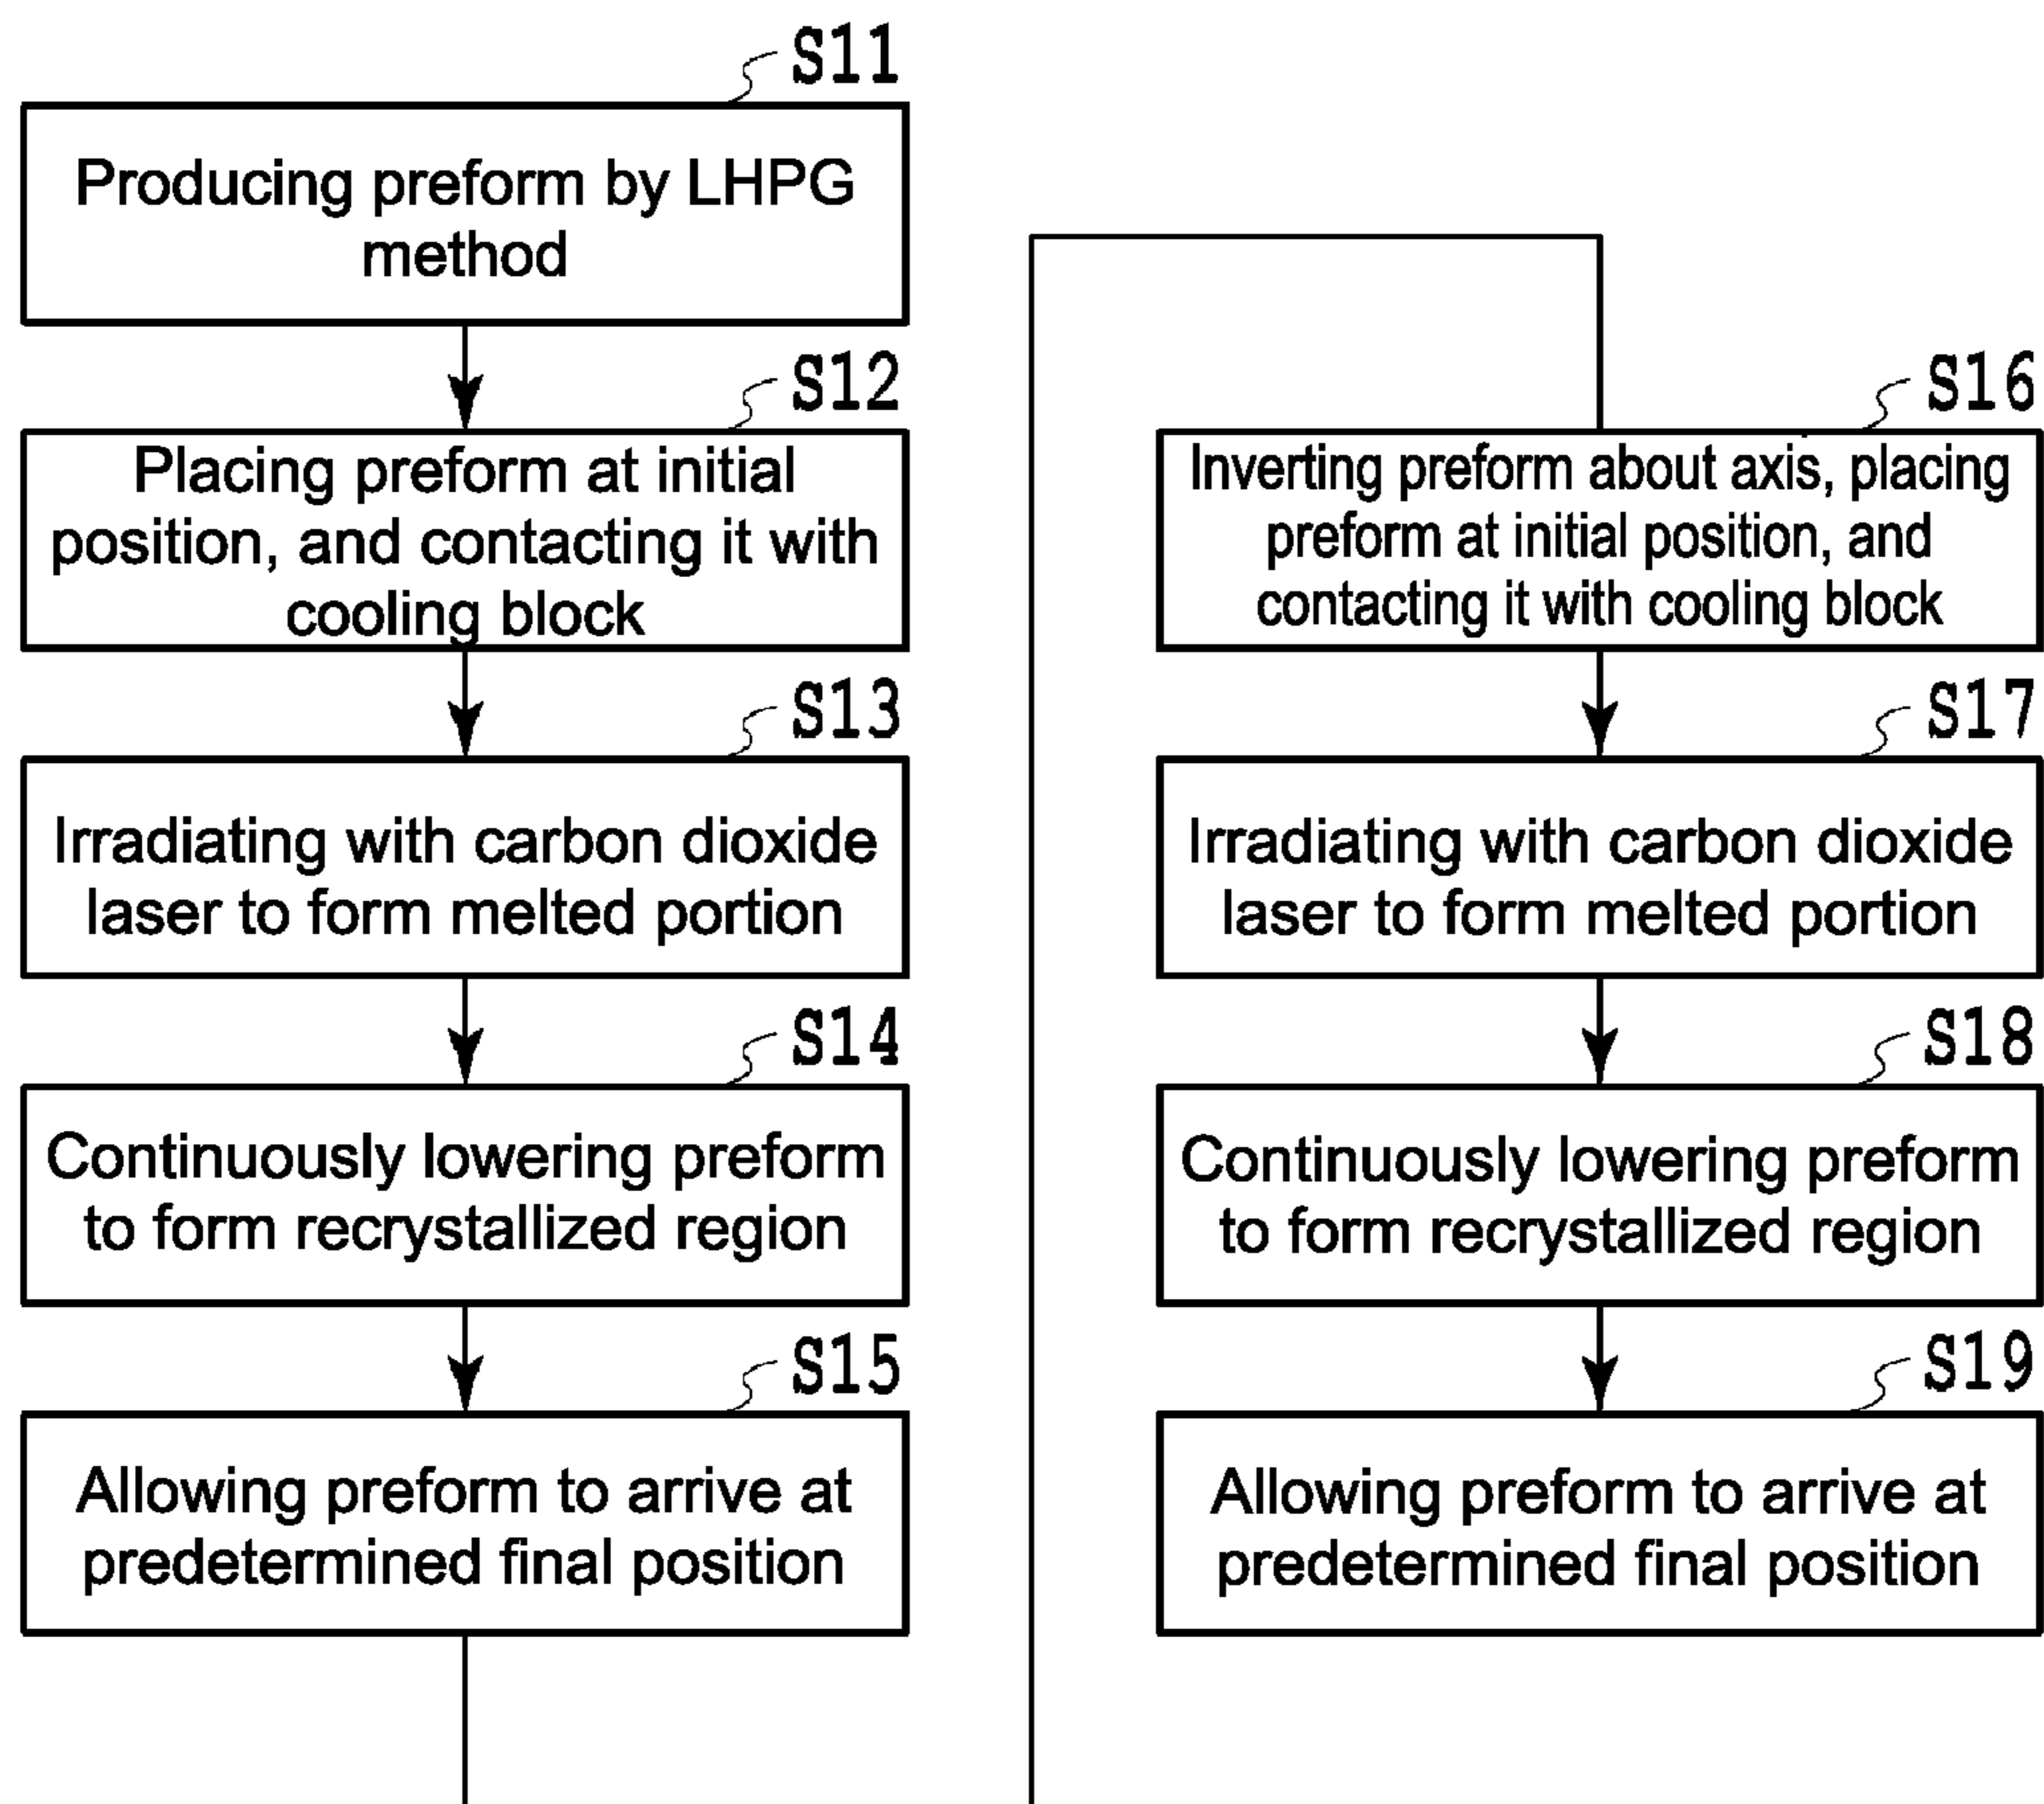 S11
Producing preform by LHPG
method
S12
Placing preform at initial
position, and contacting it with
cooling block
S13
Irradiating with carbon dioxide
laser to form melted portion
S14
Continuously lowering preform
to form recrystallized region
S15
Allowing preform to arrive at
predetermined final position
S16
Inverting preform about axis, placing
preform at initial position, and
contacting it with cooling block
S17
Irradiating with carbon dioxide
laser to form melted portion
S18
Continuously lowering preform
to form recrystallized region
S19
Allowing preform to arrive at
predetermined final position